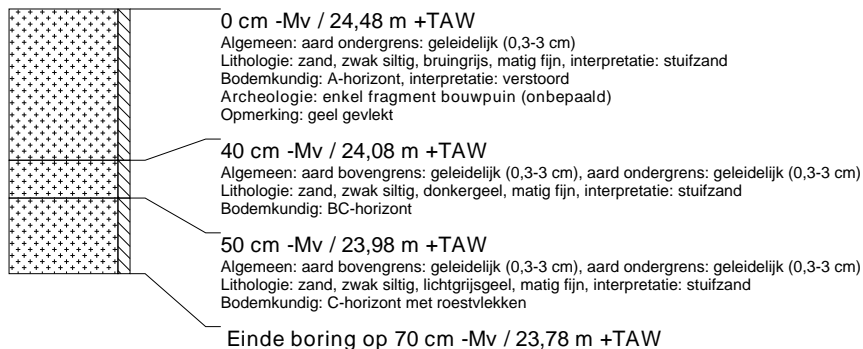 0 cm -Mv / 24,48 m +TAW
Algemeen: aard ondergrens: geleidelijk (0,3-3 cm)
Lithologie: zand, zwak siltig, bruingrijs, matig fijn, interpretatie: stuifzand
Bodemkundig: A-horizont, interpretatie: verstoord
Archeologie: enkel fragment bouwpuin (onbepaald)
Opmerking: geel gevlekt
40 cm -Mv / 24,08 m +TAW
Algemeen: aard bovengrens: geleidelijk (0,3-3 cm), aard ondergrens: geleidelijk (0,3-3 cm)
Lithologie: zand, zwak siltig, donkergeel, matig fijn, interpretatie: stuifzand
Bodemkundig: BC-horizont
50 cm -Mv / 23,98 m +TAW
Algemeen: aard bovengrens: geleidelijk (0,3-3 cm), aard ondergrens: geleidelijk (0,3-3 cm)
Lithologie: zand, zwak siltig, lichtgrijsgeel, matig fijn, interpretatie: stuifzand
Bodemkundig: C-horizont met roestvlekken
Einde boring op 70 cm -Mv / 23,78 m +TAW